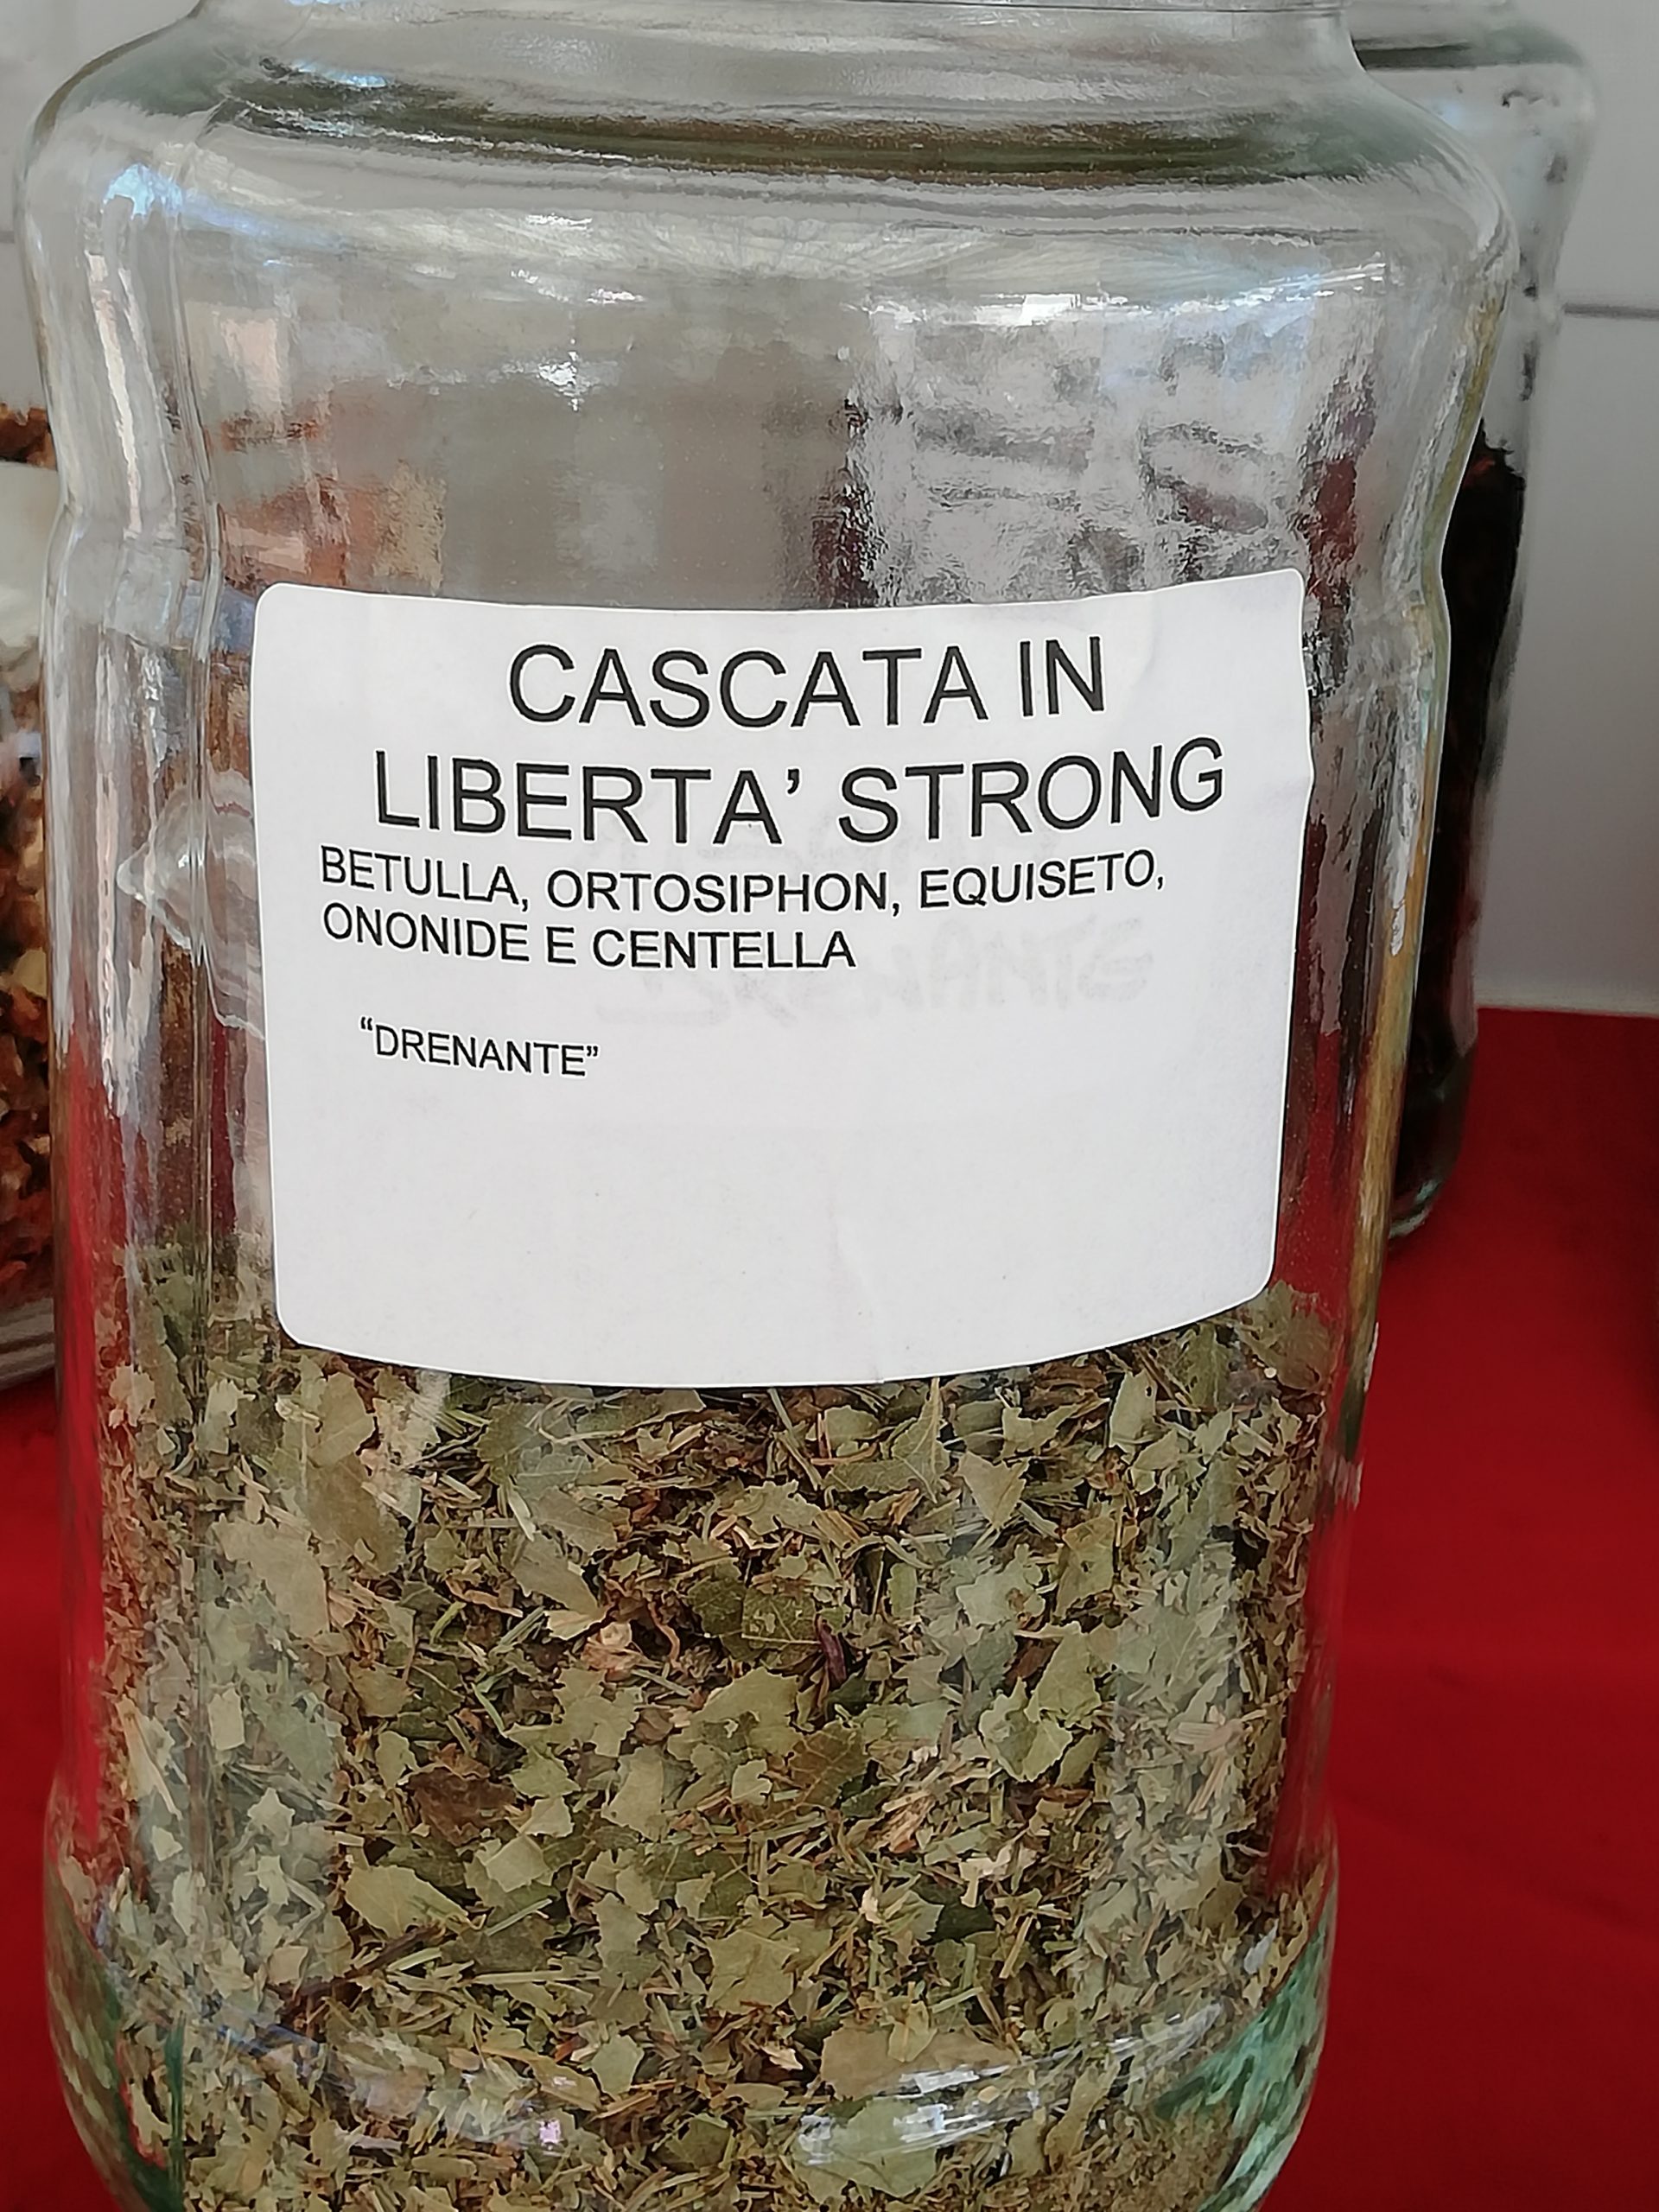 CASCATA IN
LIBERTA’ STRONG
BETULLA, ORTOSIPHON, EQUISETO,
ONONIDE E CENTELLA
“DRENANTE”